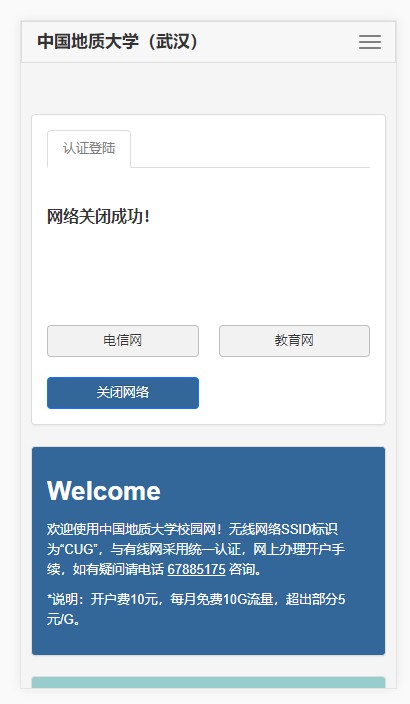 中国地质大学（武汉）
认证登陆
网络关闭成功！
电信网
教育网
关闭网络
Welcome
欢迎使用中国地质大学校园网！无线网络SSID标识
为“CUG”，与有线网采用统一认证，网上办理开户手
续，如有疑问请电话 67885175 咨询。
*说明：开户费10元，每月免费10G流量，超出部分5
元/G。